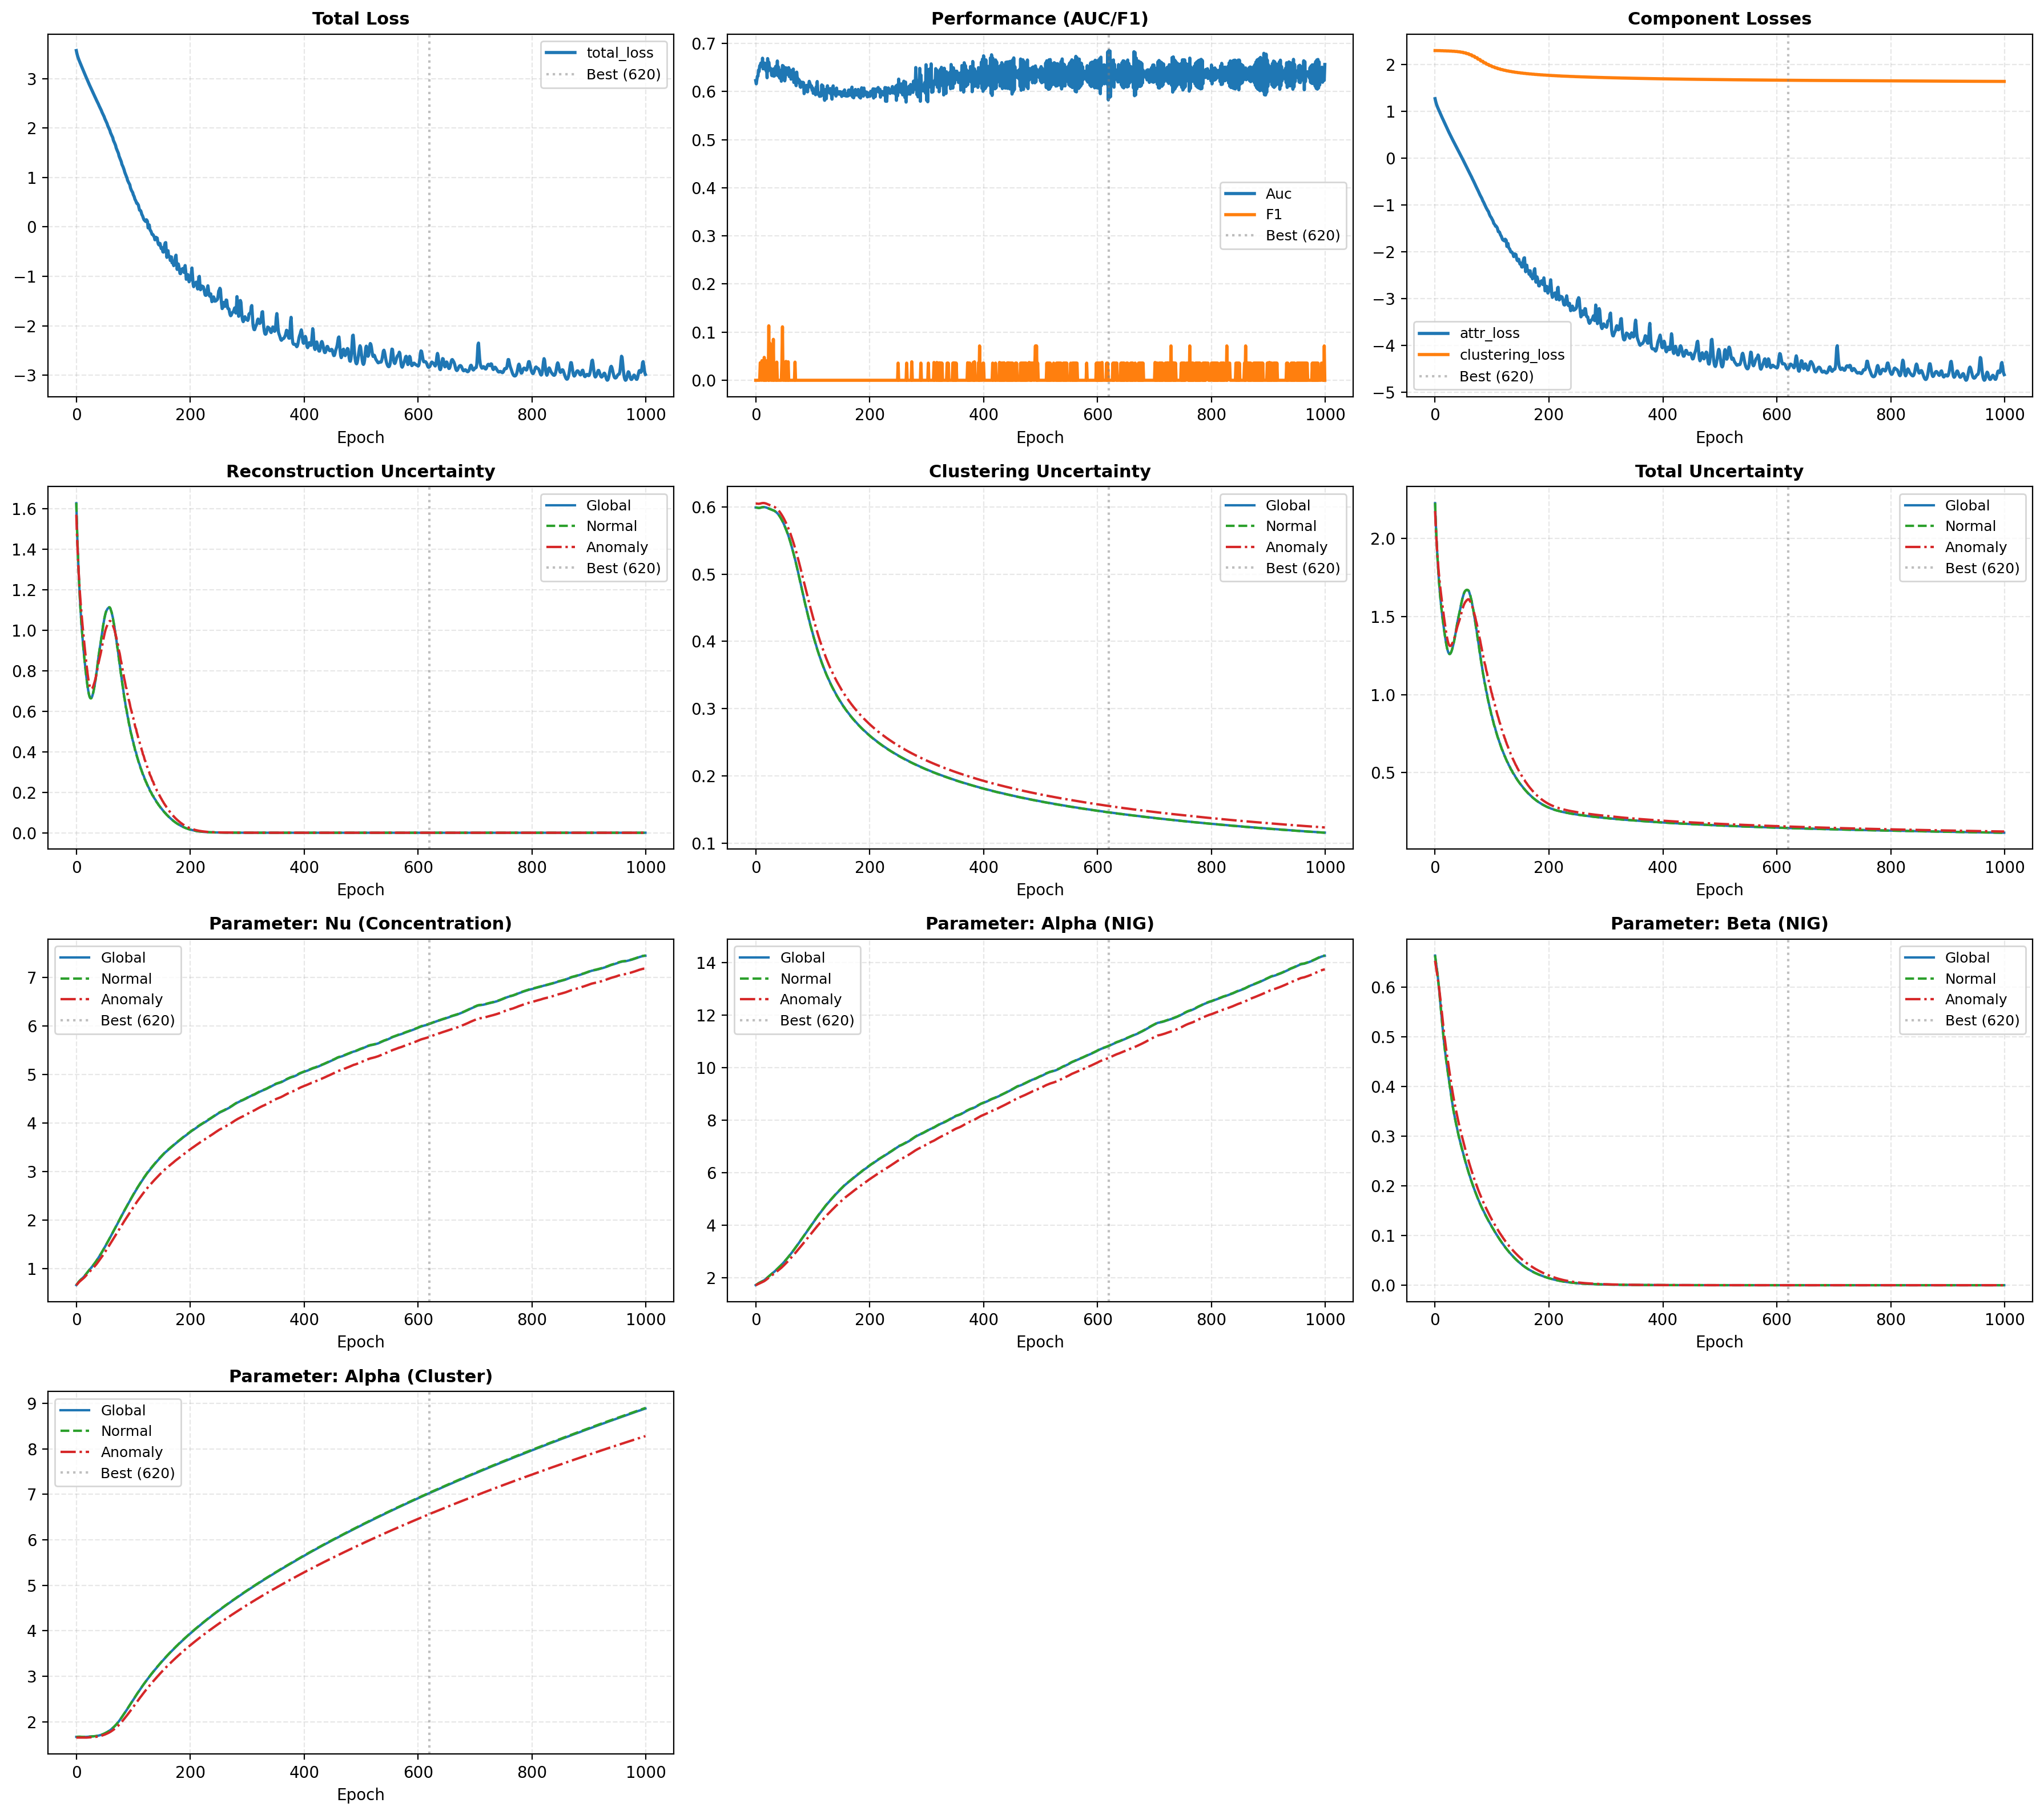 Total Loss
3
2
1
0
−1
−2
−3
0
200
400
600
800
1000
Epoch
total_loss
Best (620)
Performance (AUC/F1)
0.7
0.6
0.5
0.4
0.3
0.2
0.1
0.0
0
200
400
600
800
1000
Epoch
Auc
F1
Best (620)
Component Losses
2
1
0
−1
−2
−3
−4
−5
0
200
400
600
800
1000
Epoch
attr_loss
clustering_loss
Best (620)
Reconstruction Uncertainty
1.6
1.4
1.2
1.0
0.8
0.6
0.4
0.2
0.0
0
200
400
600
800
1000
Epoch
Global
Normal
Anomaly
Best (620)
Clustering Uncertainty
0.6
0.5
0.4
0.3
0.2
0.1
0
200
400
600
800
1000
Epoch
Global
Normal
Anomaly
Best (620)
Total Uncertainty
2.0
1.5
1.0
0.5
0
200
400
600
800
1000
Epoch
Global
Normal
Anomaly
Best (620)
Parameter: Nu (Concentration)
7
6
5
4
3
2
1
0
200
400
600
800
1000
Epoch
Global
Normal
Anomaly
Best (620)
Parameter: Alpha (NIG)
14
12
10
8
6
4
2
0
200
400
600
800
1000
Epoch
Global
Normal
Anomaly
Best (620)
Parameter: Beta (NIG)
0.6
0.5
0.4
0.3
0.2
0.1
0.0
0
200
400
600
800
1000
Epoch
Global
Normal
Anomaly
Best (620)
Parameter: Alpha (Cluster)
9
8
7
6
5
4
3
2
0
200
400
600
800
1000
Epoch
Global
Normal
Anomaly
Best (620)